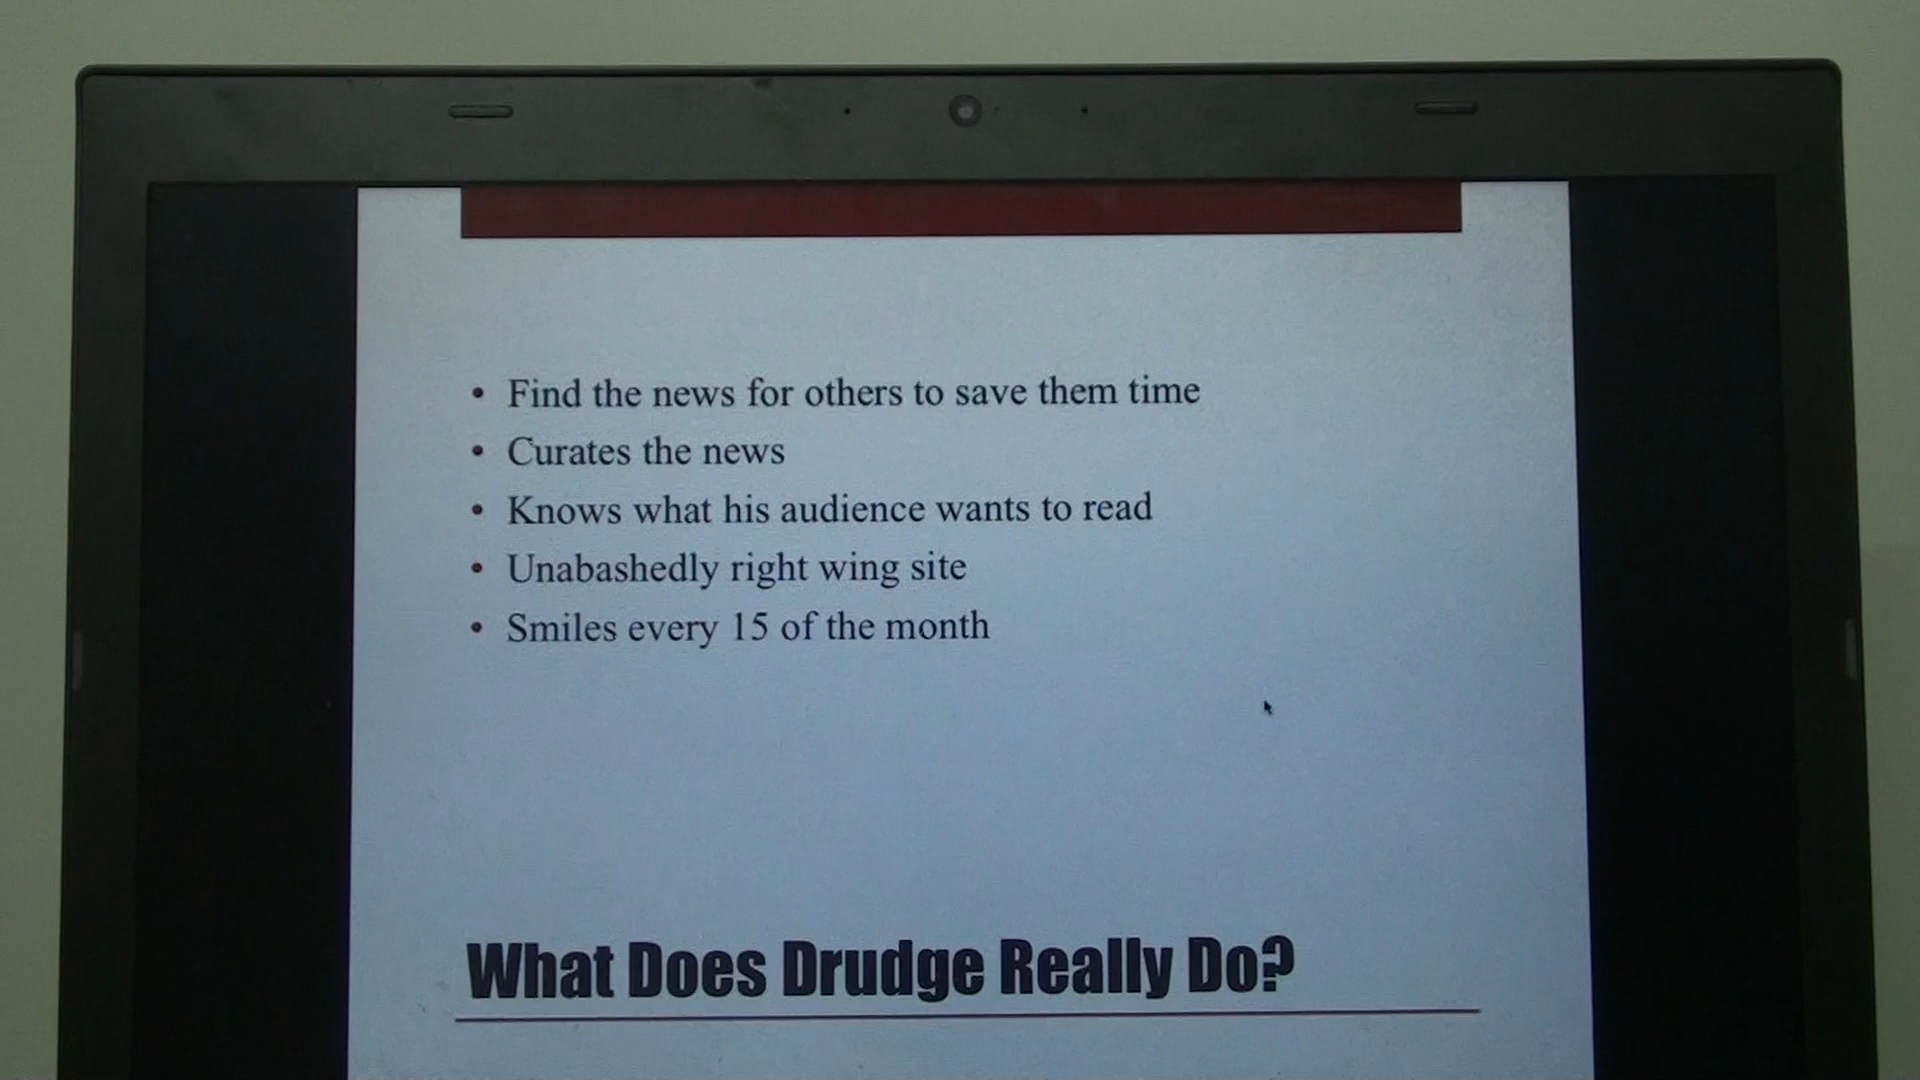 • Find the news for others to save them time
• Curates the news
• Knows what his audience wants to read
• Unabashedly right wing site
• Smiles every 15 of the month
What Does Drudge Really Do?